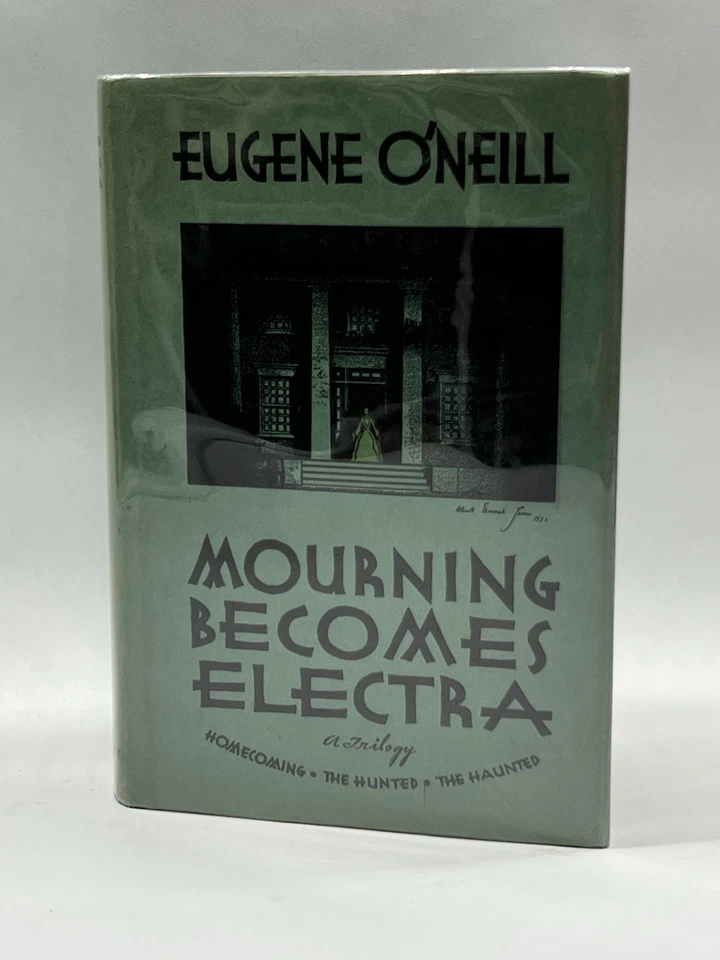 EUGENE O'NEILL
MOURNING
BECOMES
ELECTRA
A Trilogy
HOMECOMING • THE HUNTED • THE HAUNTED